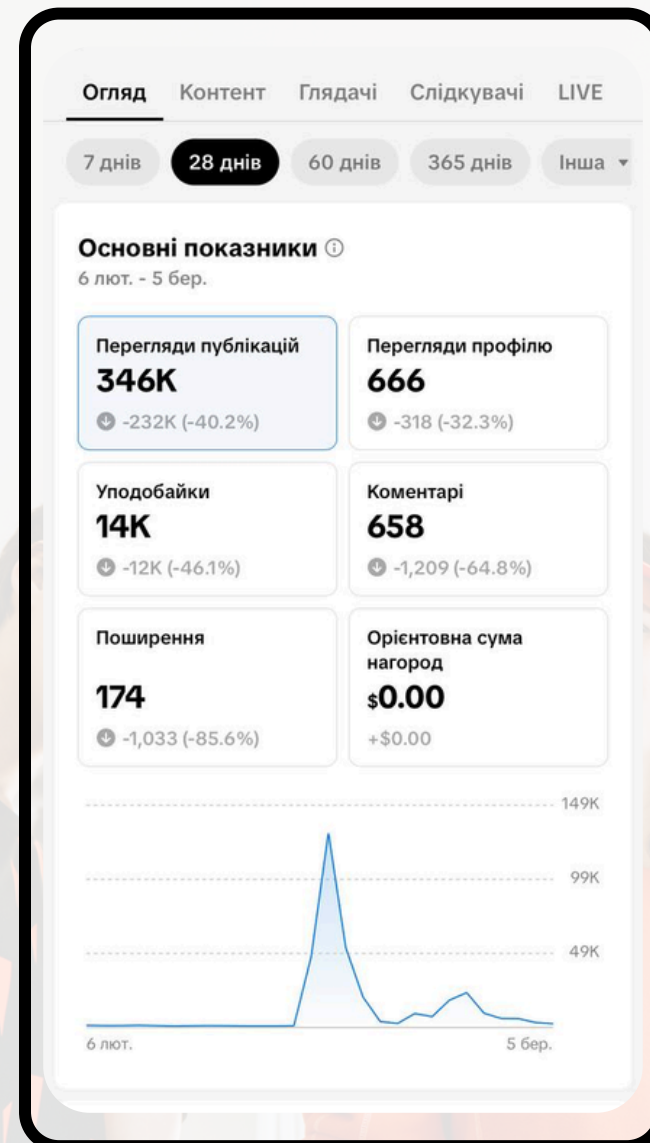 Огляд Контент Глядачі Слідкувачі LIVE
7 днів 28 днів 60 днів 365 днів Інша
Основні показники
6 лют. - 5 бер.
Перегляди публікацій
346K
-232K (-40.2%)
Перегляди профілю
666
-318 (-32.3%)
Уподобайки
14K
-12K (-46.1%)
Коментарі
658
-1,209 (-64.8%)
Поширення
174
-1,033 (-85.6%)
Орієнтовна сума
нагород
$0.00
+$0.00
149K
99K
49K
6 лют. 5 бер.